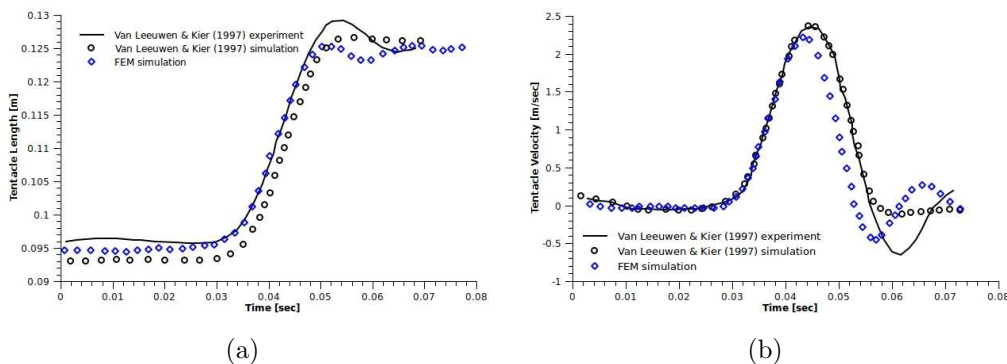 0.13
0.125
0.12
0.115
0.11
0.105
0.1
0.095
0.09
Tentacle Length [m]
Van Leeuwen & Kier (1997) experiment
Van Leeuwen & Kier (1997) simulation
FEM simulation
0 0.01 0.02 0.03 0.04 0.05 0.06 0.07 0.08
Time [sec]
(a)
2.5
2
1.5
1
0.5
0
-0.5
-1
Tentacle Velocity [m/sec]
Van Leeuwen & Kier (1997) experiment
Van Leeuwen & Kier (1997) simulation
FEM simulation
0 0.01 0.02 0.03 0.04 0.05 0.06 0.07 0.08
Time [sec]
(b)